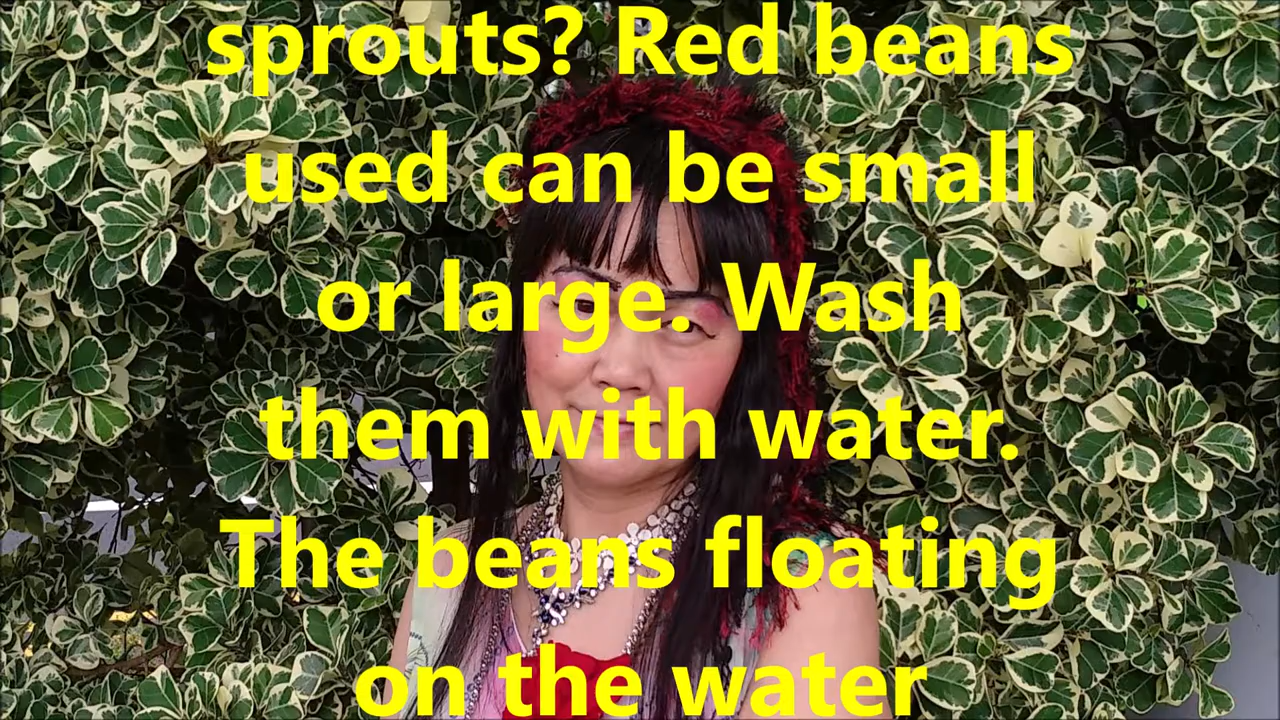 sprouts? Red beans
used can be small
or large. Wash
them with water.
The beans floating
on the water